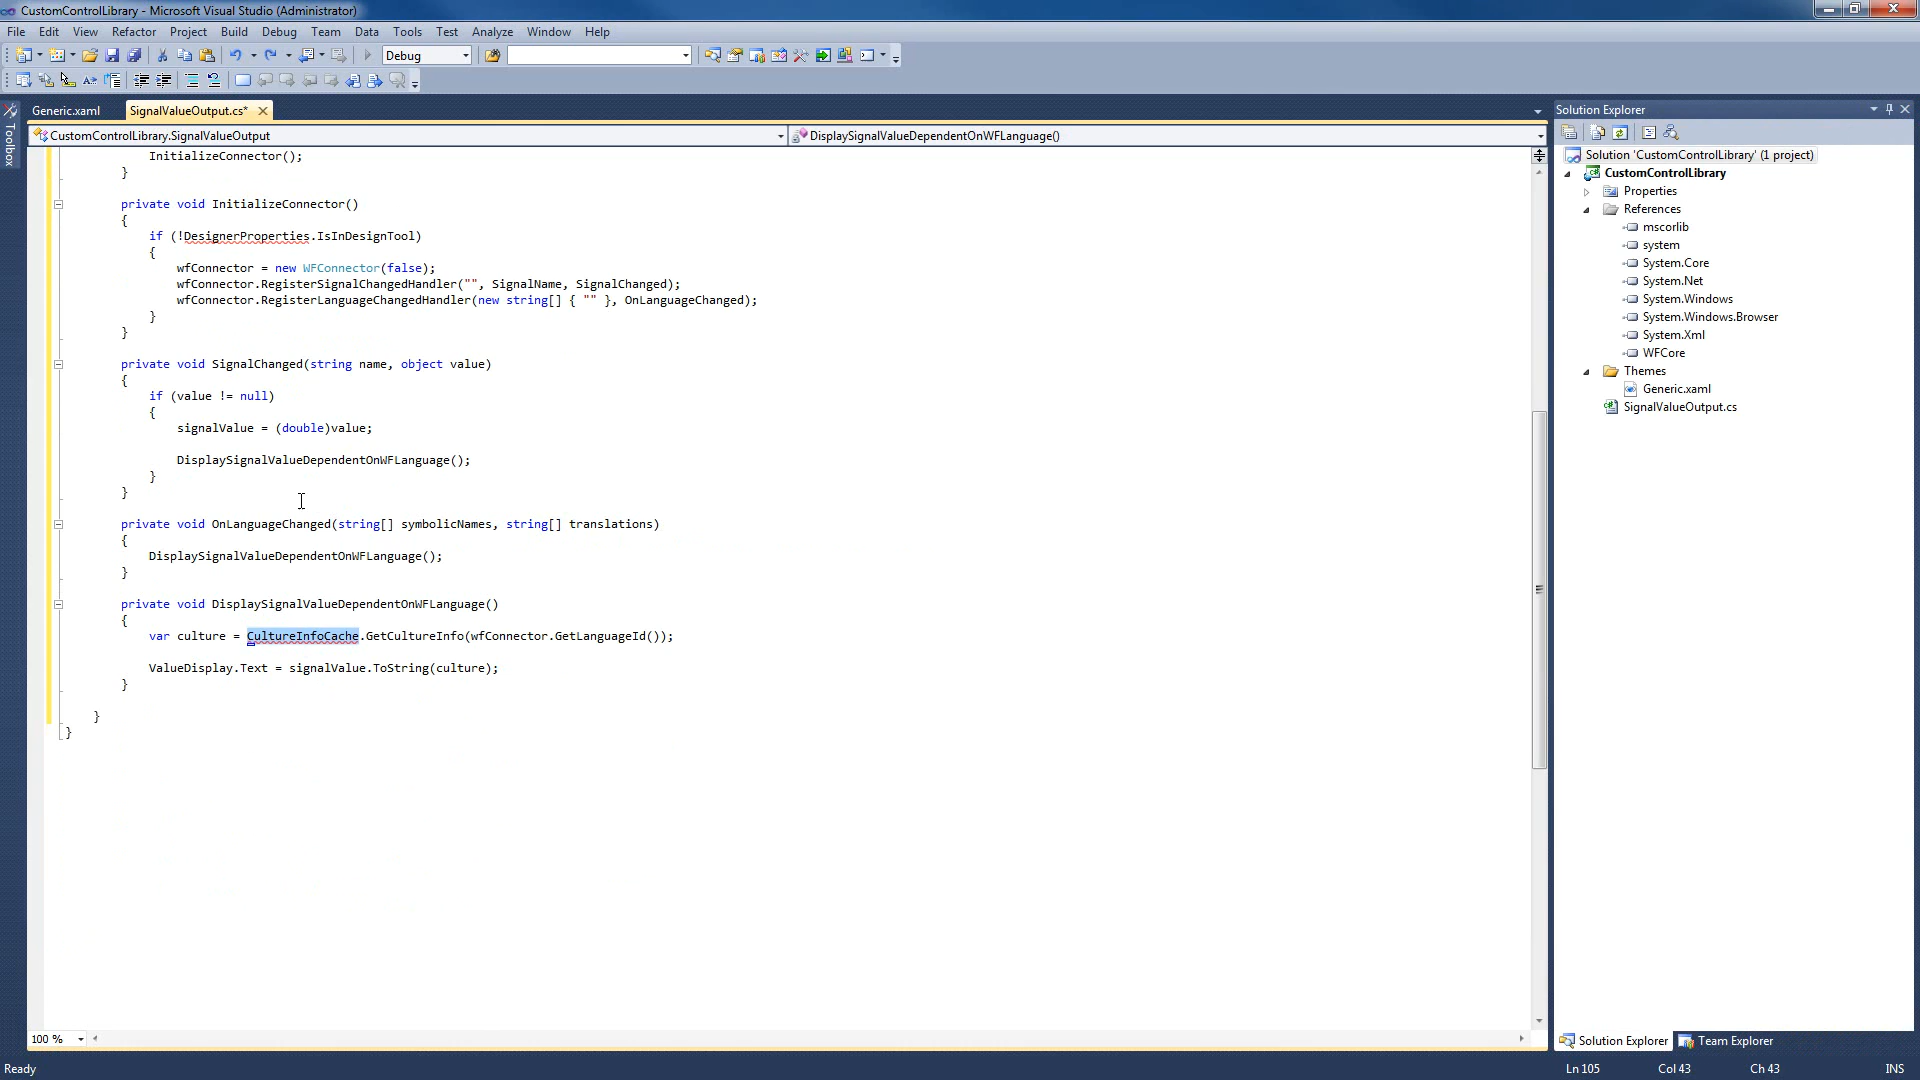 CustomControlLibrary - Microsoft Visual Studio (Administrator)
File Edit View Refactor Project Build Debug Team Data Tools Test Analyze Window Help
Debug
Toolbox
Generic.xaml SignalValueOutput.cs*
CustomControlLibrary.SignalValueOutput DisplaySignalValueDependentOnWFLanguage()
InitializeConnector();
}
private void InitializeConnector()
{
if (!DesignerProperties.IsInDesignTool)
{
wfConnector = new WFConnector(false);
wfConnector.RegisterSignalChangedHandler("", SignalName, SignalChanged);
wfConnector.RegisterLanguageChangedHandler(new string[] { "" }, OnLanguageChanged);
}
}
private void SignalChanged(string name, object value)
{
if (value != null)
{
signalValue = (double)value;
DisplaySignalValueDependentOnWFLanguage();
}
}
private void OnLanguageChanged(string[] symbolicNames, string[] translations)
{
DisplaySignalValueDependentOnWFLanguage();
}
private void DisplaySignalValueDependentOnWFLanguage()
{
var culture = CultureInfoCache.GetCultureInfo(wfConnector.GetLanguageId());
ValueDisplay.Text = signalValue.ToString(culture);
}
}
}
100 %
Solution Explorer
Solution 'CustomControlLibrary' (1 project)
CustomControlLibrary
Properties
References
mscorlib
system
System.Core
System.Net
System.Windows
System.Windows.Browser
System.Xml
WFCore
Themes
Generic.xaml
SignalValueOutput.cs
Solution Explorer Team Explorer
Ready Ln 105 Col 43 Ch 43 INS